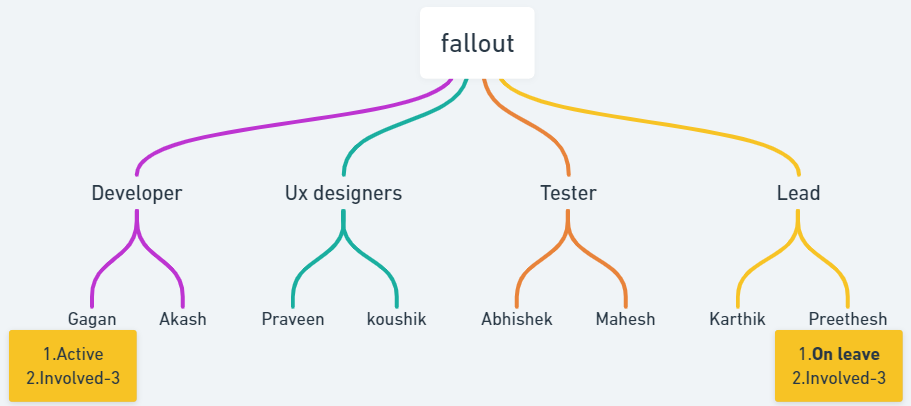 fallout
Developer
Ux designers
Tester
Lead
Gagan
Akash
Praveen
koushik
Abhishek
Mahesh
Karthik
Preethesh
1.Active
2.Involved-3
1.On leave
2.Involved-3